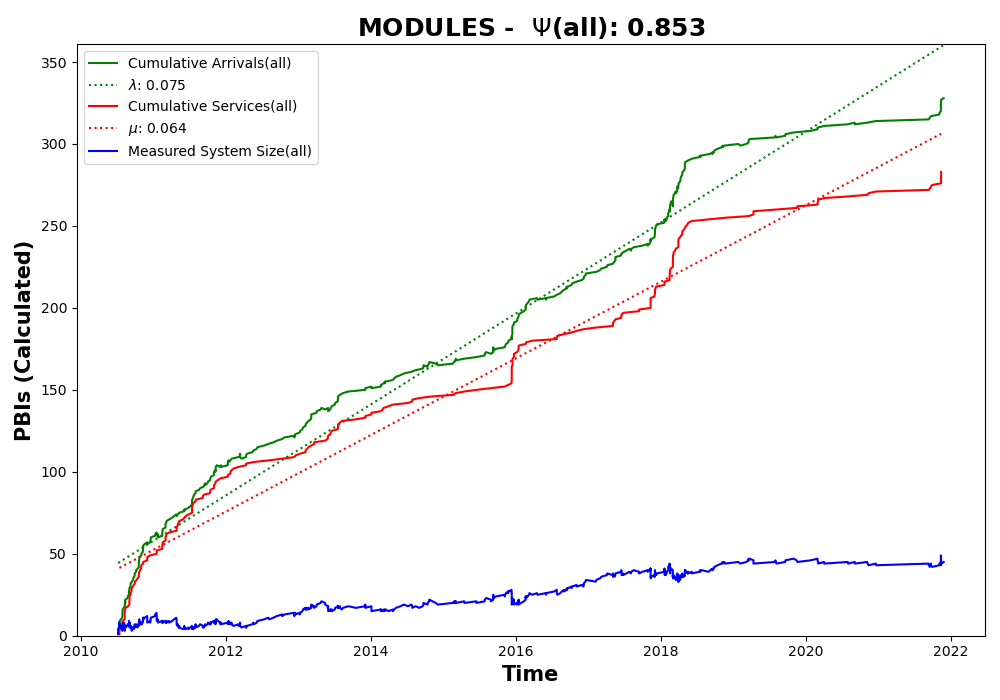 MODULES - Ψ(all): 0.853
Cumulative Arrivals(all)
λ: 0.075
Cumulative Services(all)
μ: 0.064
Measured System Size(all)
PBIs (Calculated)
350
300
250
200
150
100
50
0
2010 2012 2014 2016 2018 2020 2022
Time